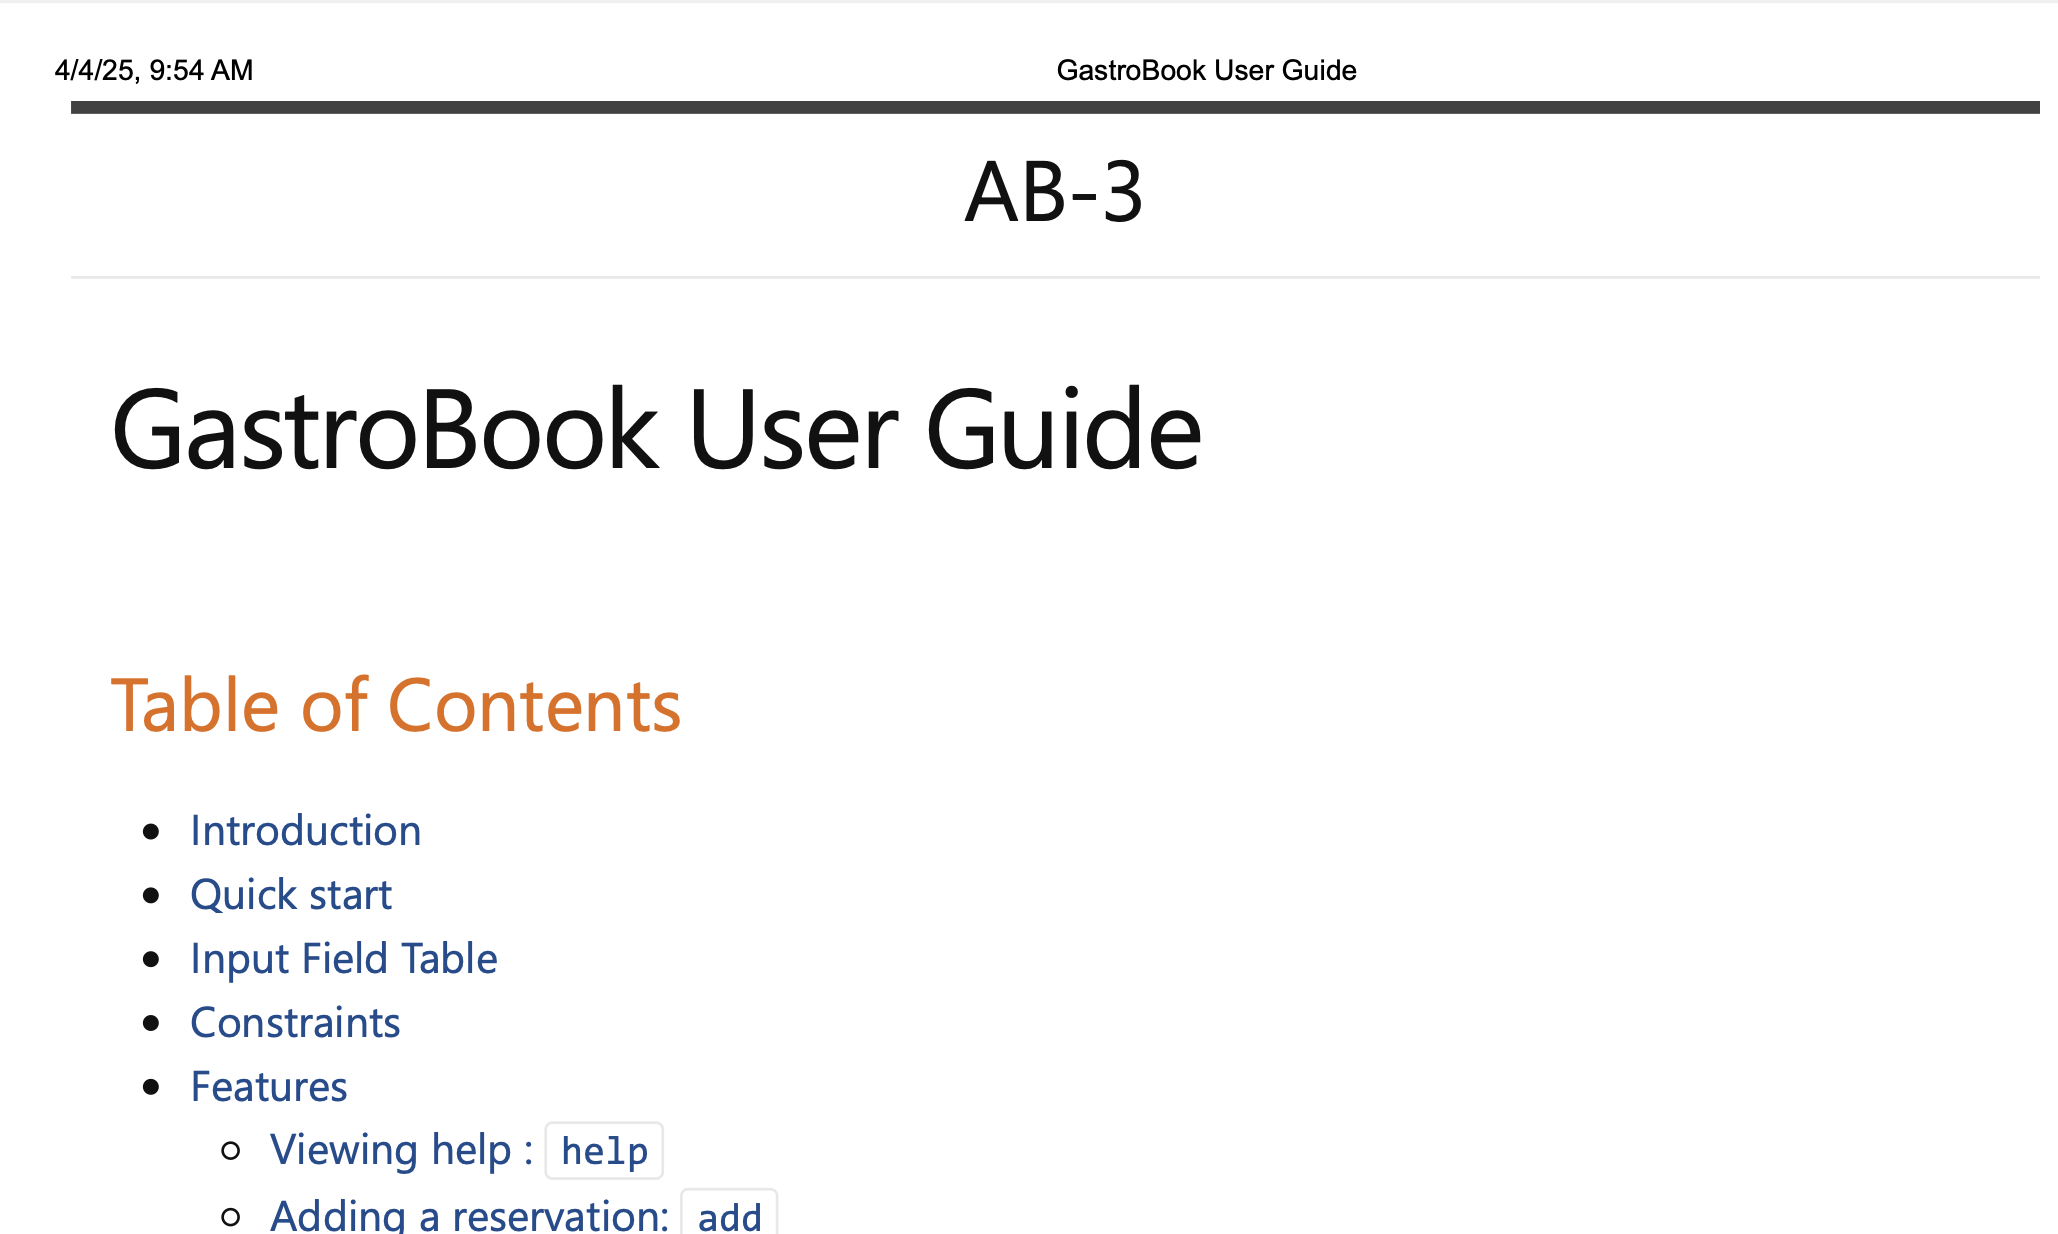 4/4/25, 9:54 AM GastroBook User Guide
AB-3
GastroBook User Guide
Table of Contents
Introduction
Quick start
Input Field Table
Constraints
Features
Viewing help : help
Adding a reservation: add